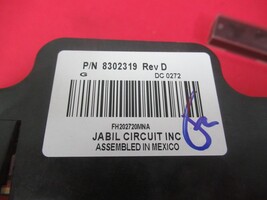 P/N 8302319 Rev D
G DC 0272
FH202720MNA
JABIL CIRCUIT INC
ASSEMBLED IN MEXICO